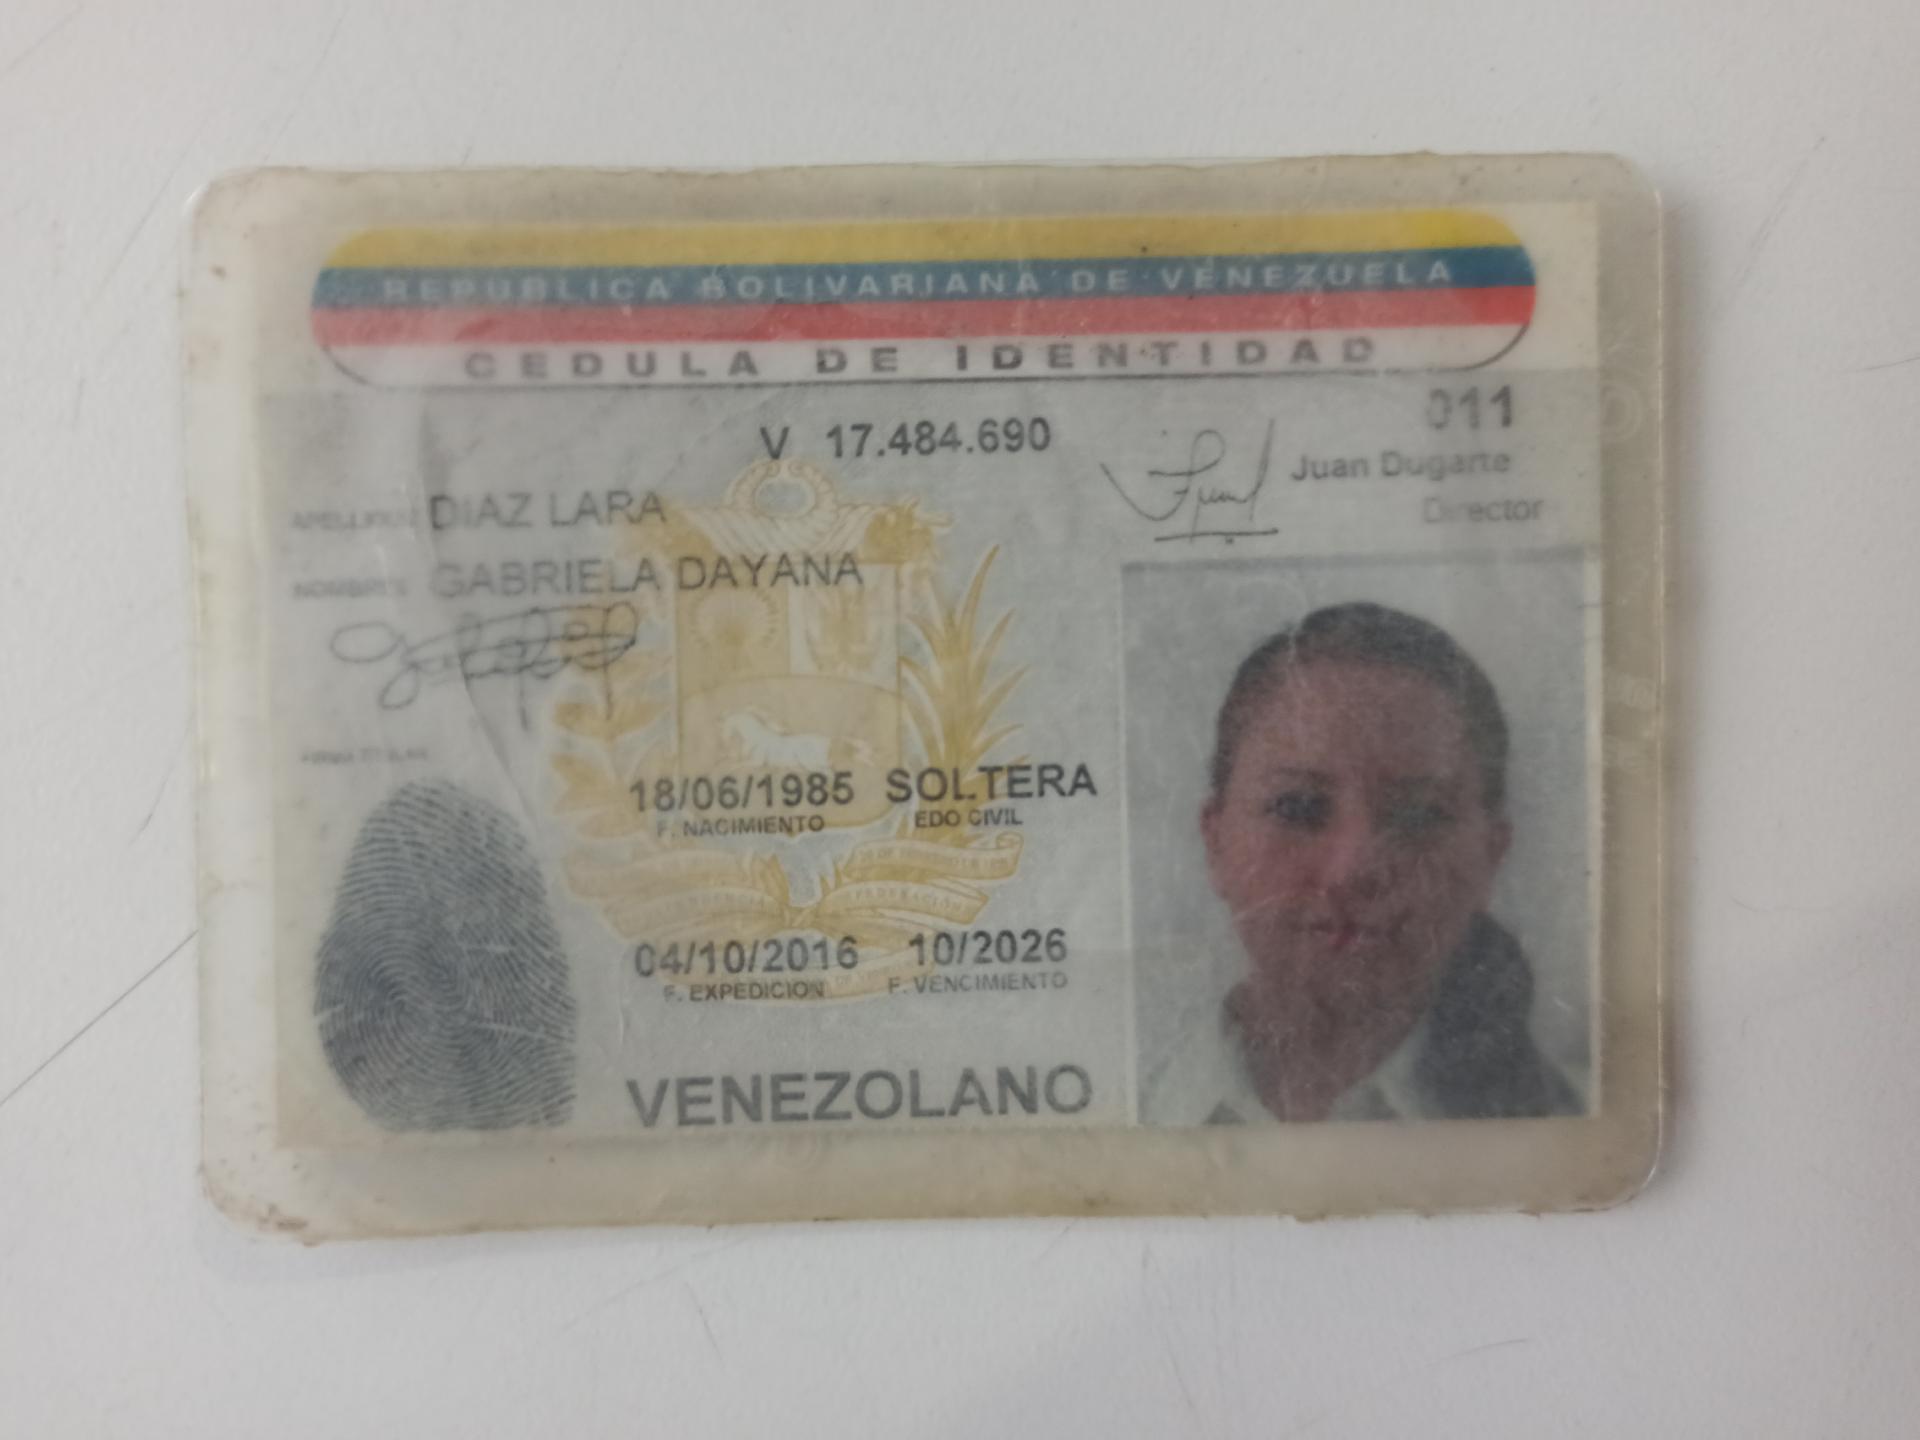 REPUBLICA BOLIVARIANA DE VENEZUELA
CEDULA DE IDENTIDAD
011
V 17.484.690
Juan Dugarte
Director
APELLIDOS DIAZ LARA
NOMBRES GABRIELA DAYANA
FIRMA TITULAR
18/06/1985 SOLTERA
F. NACIMIENTO EDO CIVIL
04/10/2016 10/2026
F. EXPEDICION F. VENCIMIENTO
VENEZOLANO